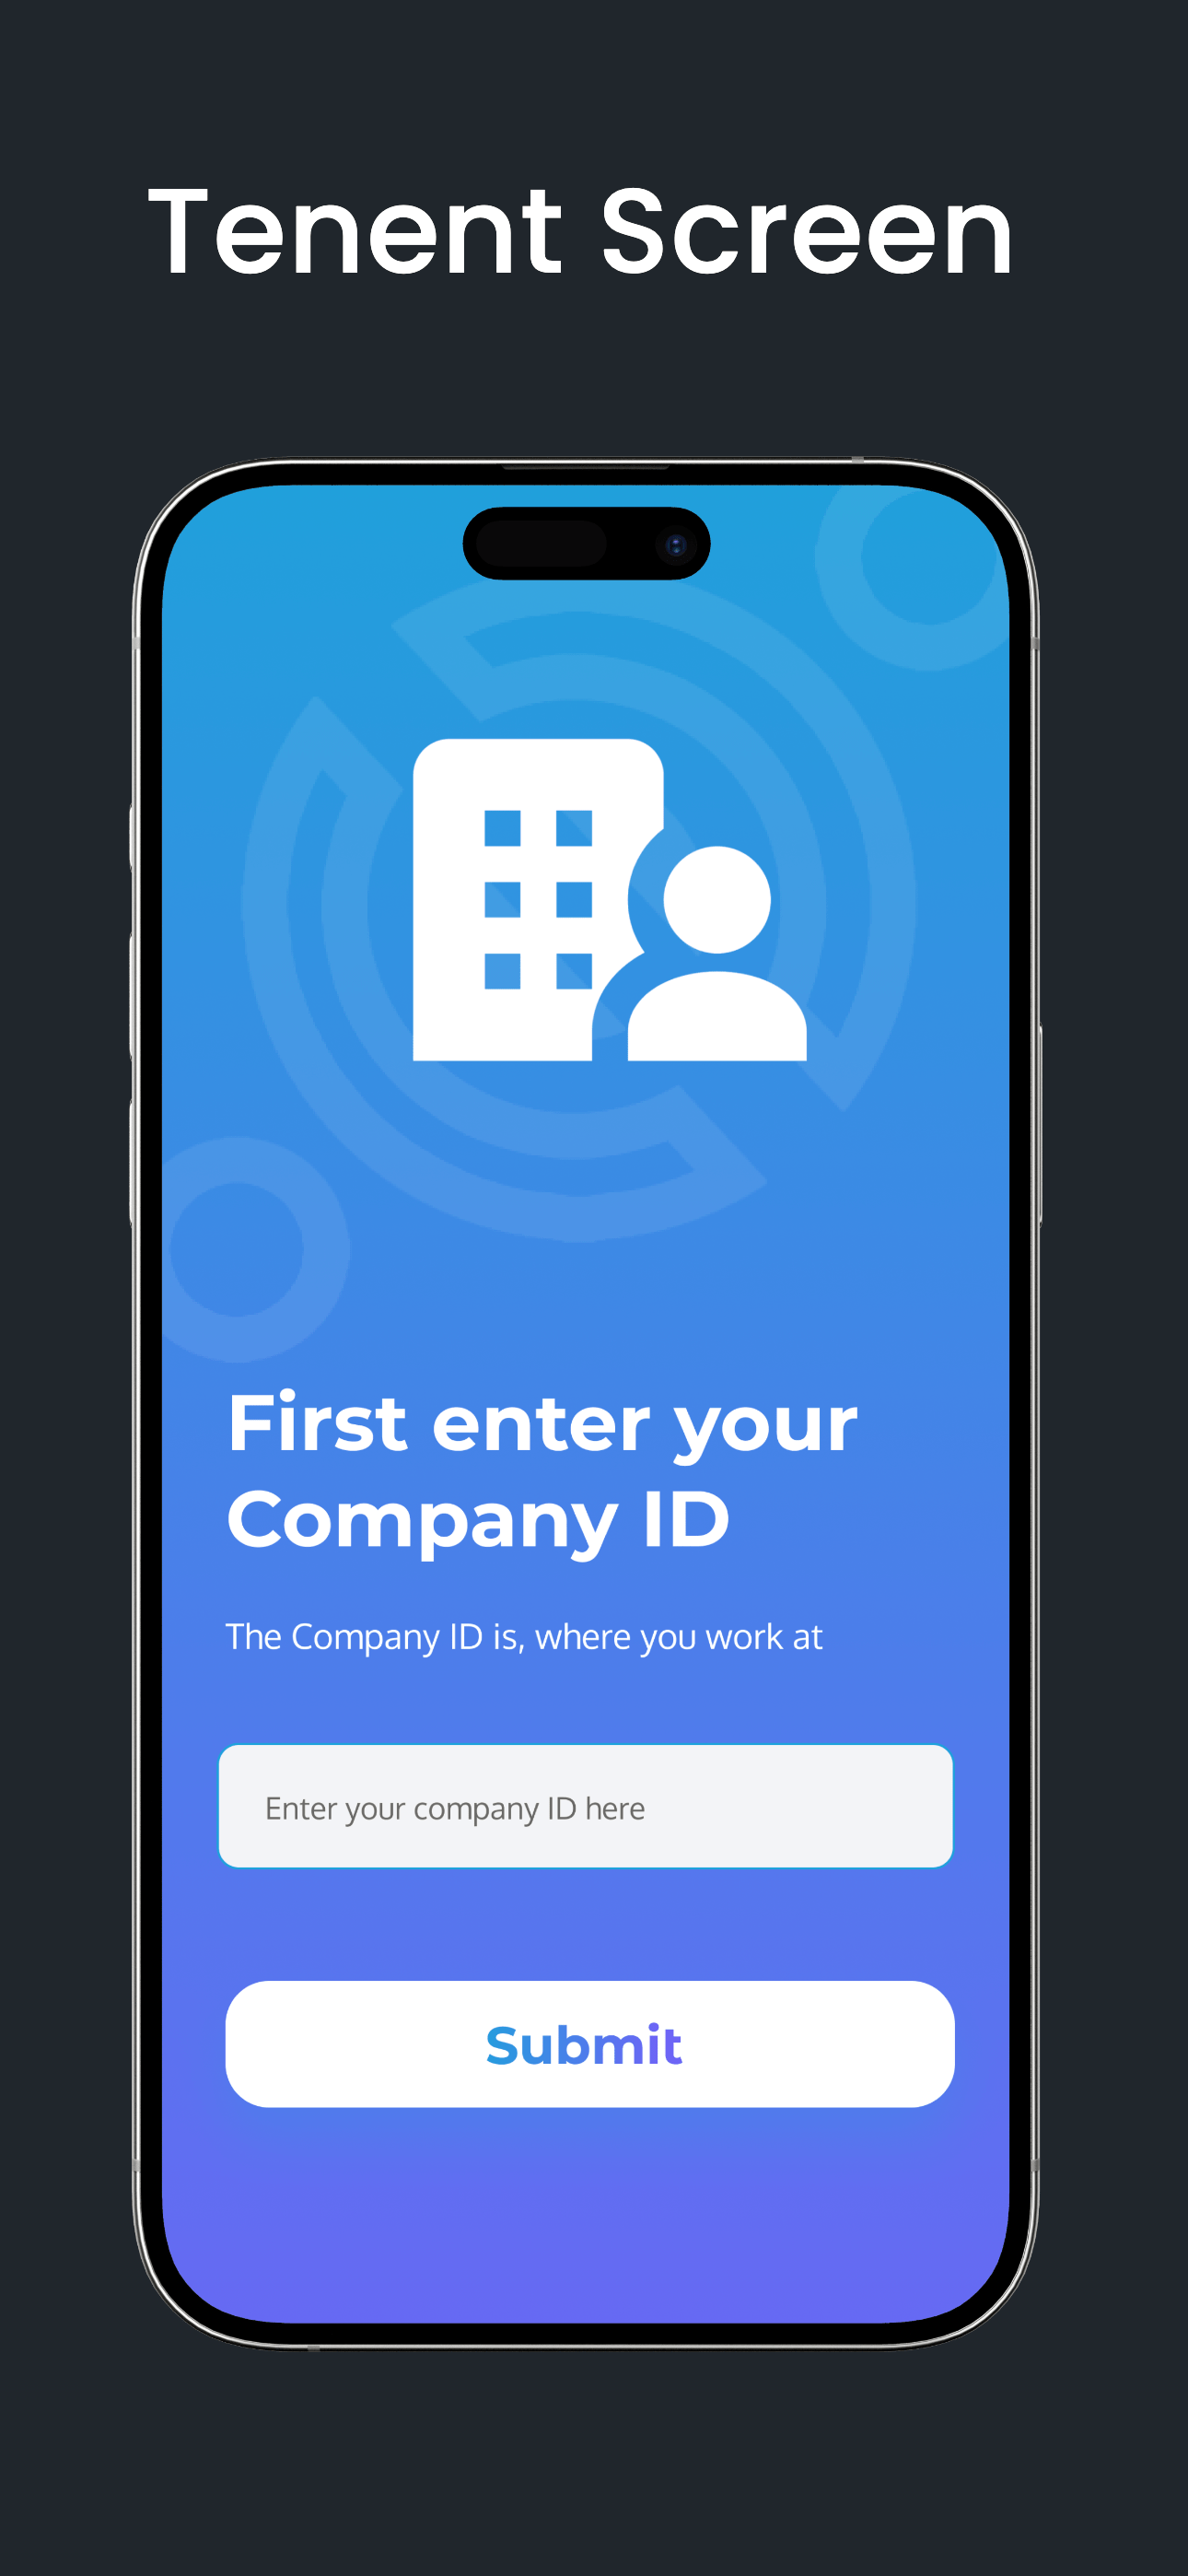 Tenent Screen
First enter your
Company ID
The Company ID is, where you work at
Enter your company ID here
Submit